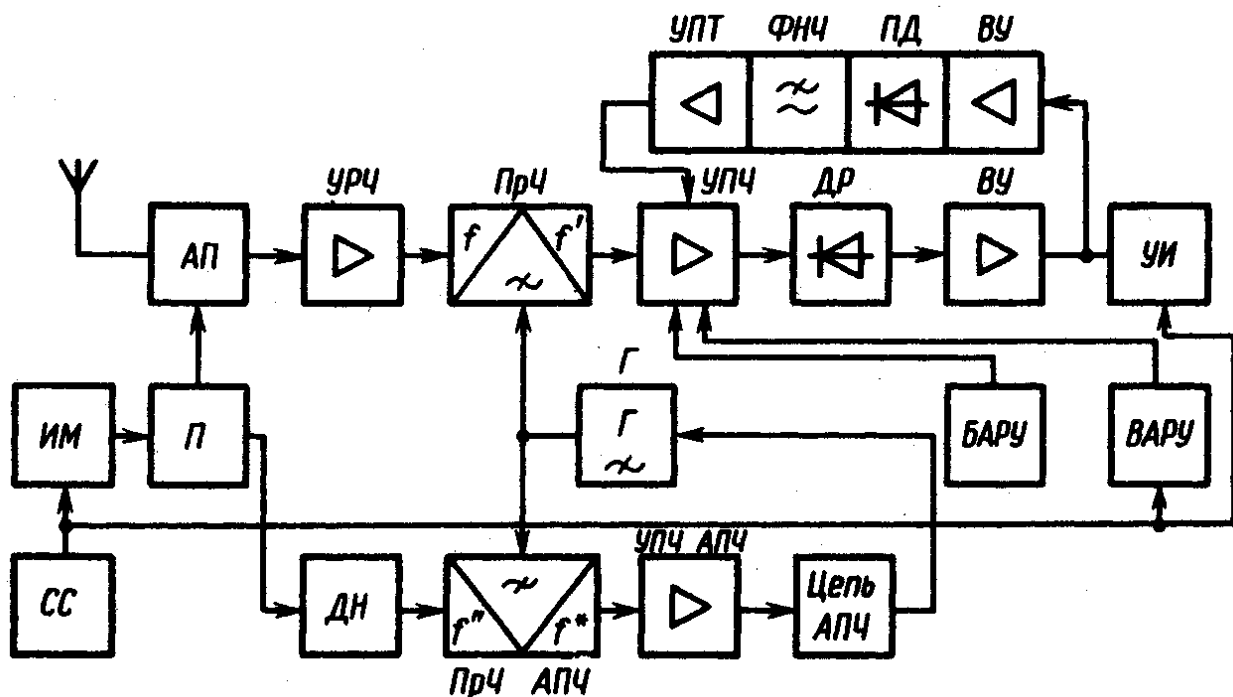 УПТ ФНЧ ПД ВУ
УРЧ ПрЧ УПЧ ДР ВУ
АП f f' УИ
Г
ИМ П Г БАРУ ВАРУ
УПЧ АПЧ
СС ДН f" f* Цепь
АПЧ
ПрЧ АПЧ